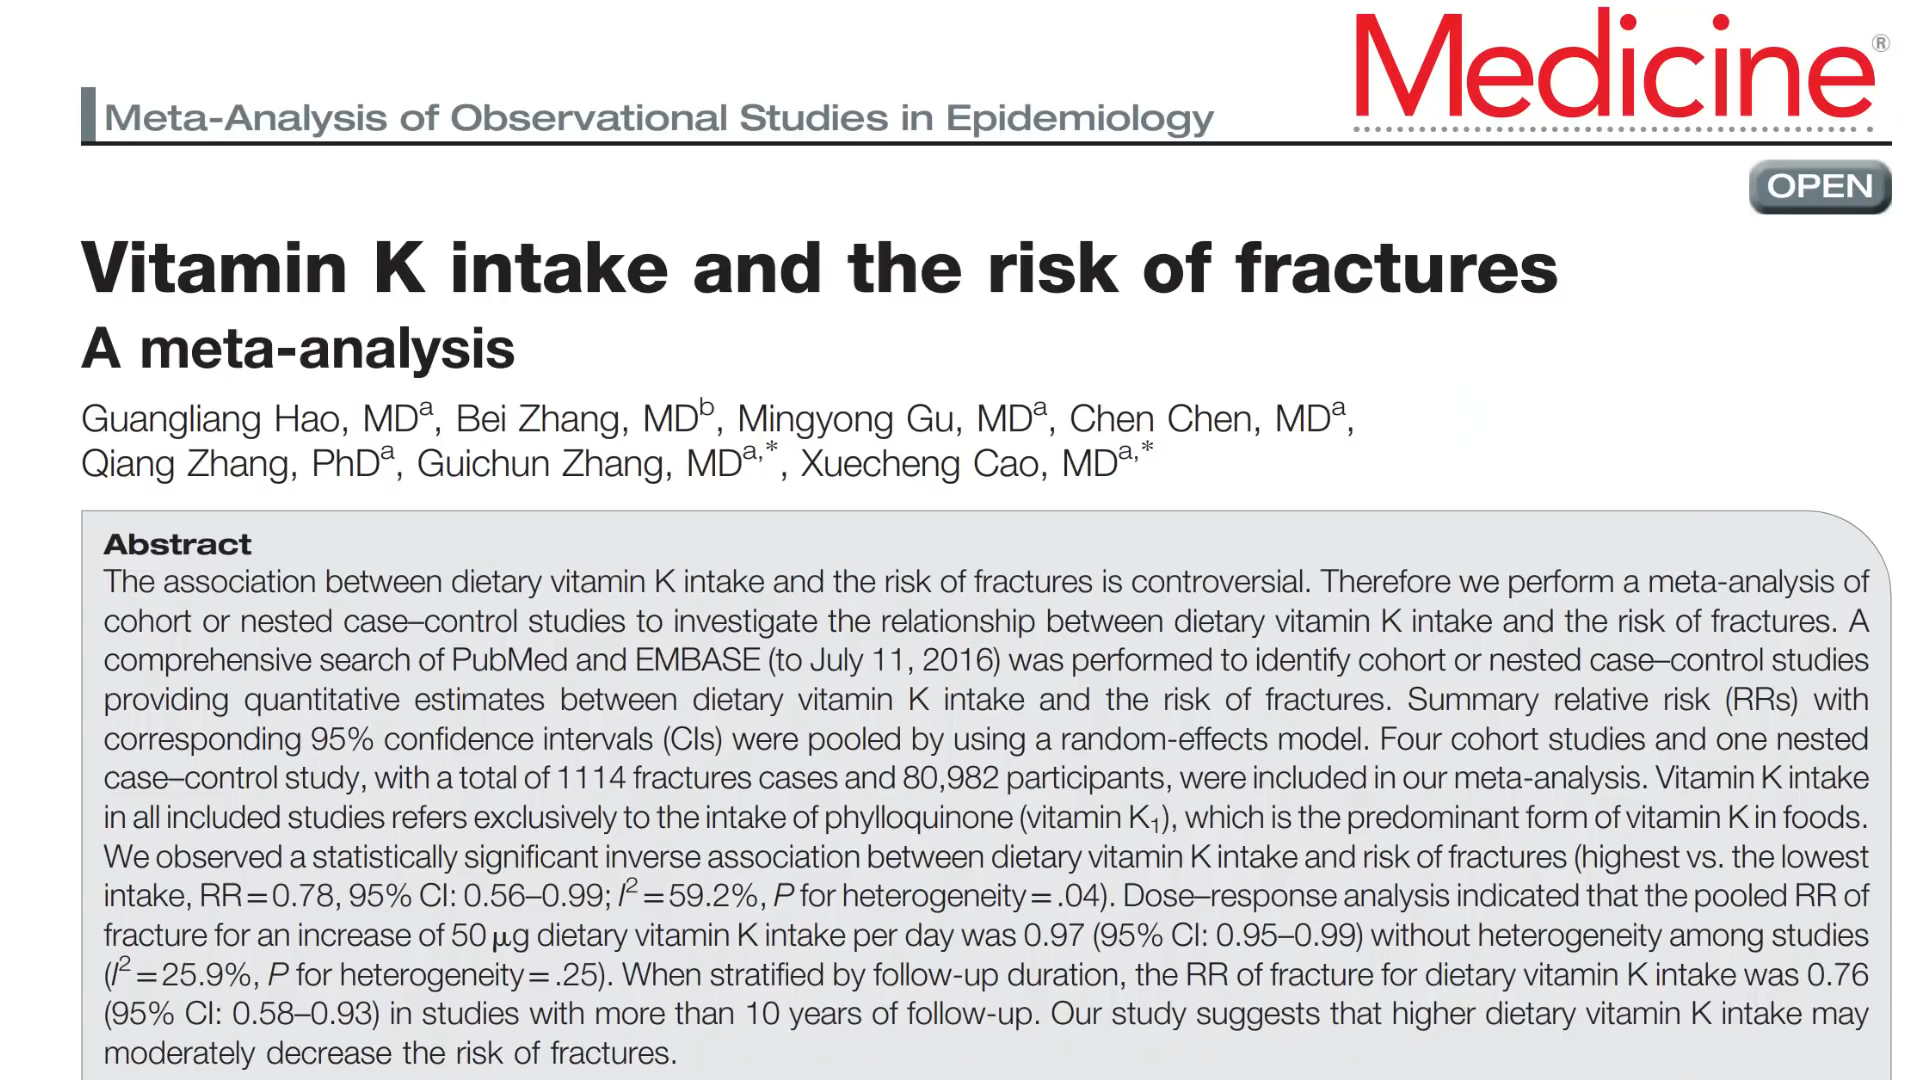 Medicine®
Meta-Analysis of Observational Studies in Epidemiology
OPEN
Vitamin K intake and the risk of fractures
A meta-analysis
Guangliang Hao, MDa, Bei Zhang, MDb, Mingyong Gu, MDa, Chen Chen, MDa,
Qiang Zhang, PhDa, Guichun Zhang, MDa,*, Xuecheng Cao, MDa,*
Abstract
The association between dietary vitamin K intake and the risk of fractures is controversial. Therefore we perform a meta-analysis of
cohort or nested case–control studies to investigate the relationship between dietary vitamin K intake and the risk of fractures. A
comprehensive search of PubMed and EMBASE (to July 11, 2016) was performed to identify cohort or nested case–control studies
providing quantitative estimates between dietary vitamin K intake and the risk of fractures. Summary relative risk (RRs) with
corresponding 95% confidence intervals (CIs) were pooled by using a random-effects model. Four cohort studies and one nested
case–control study, with a total of 1114 fractures cases and 80,982 participants, were included in our meta-analysis. Vitamin K intake
in all included studies refers exclusively to the intake of phylloquinone (vitamin K₁), which is the predominant form of vitamin K in foods.
We observed a statistically significant inverse association between dietary vitamin K intake and risk of fractures (highest vs. the lowest
intake, RR=0.78, 95% CI: 0.56–0.99; I²=59.2%, P for heterogeneity=.04). Dose–response analysis indicated that the pooled RR of
fracture for an increase of 50 μg dietary vitamin K intake per day was 0.97 (95% CI: 0.95–0.99) without heterogeneity among studies
(I²=25.9%, P for heterogeneity=.25). When stratified by follow-up duration, the RR of fracture for dietary vitamin K intake was 0.76
(95% CI: 0.58–0.93) in studies with more than 10 years of follow-up. Our study suggests that higher dietary vitamin K intake may
moderately decrease the risk of fractures.